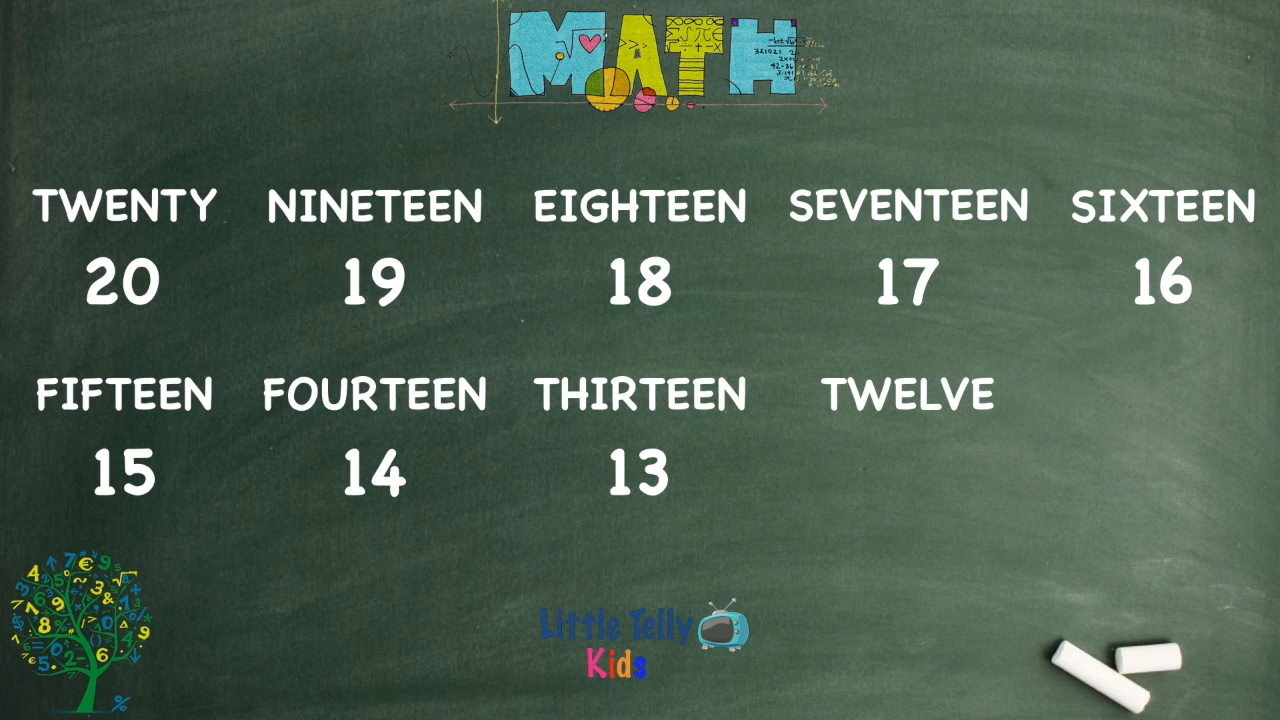 MATH
TWENTY NINETEEN EIGHTEEN SEVENTEEN SIXTEEN
20 19 18 17 16
FIFTEEN FOURTEEN THIRTEEN TWELVE
15 14 13
Little Telly
Kids